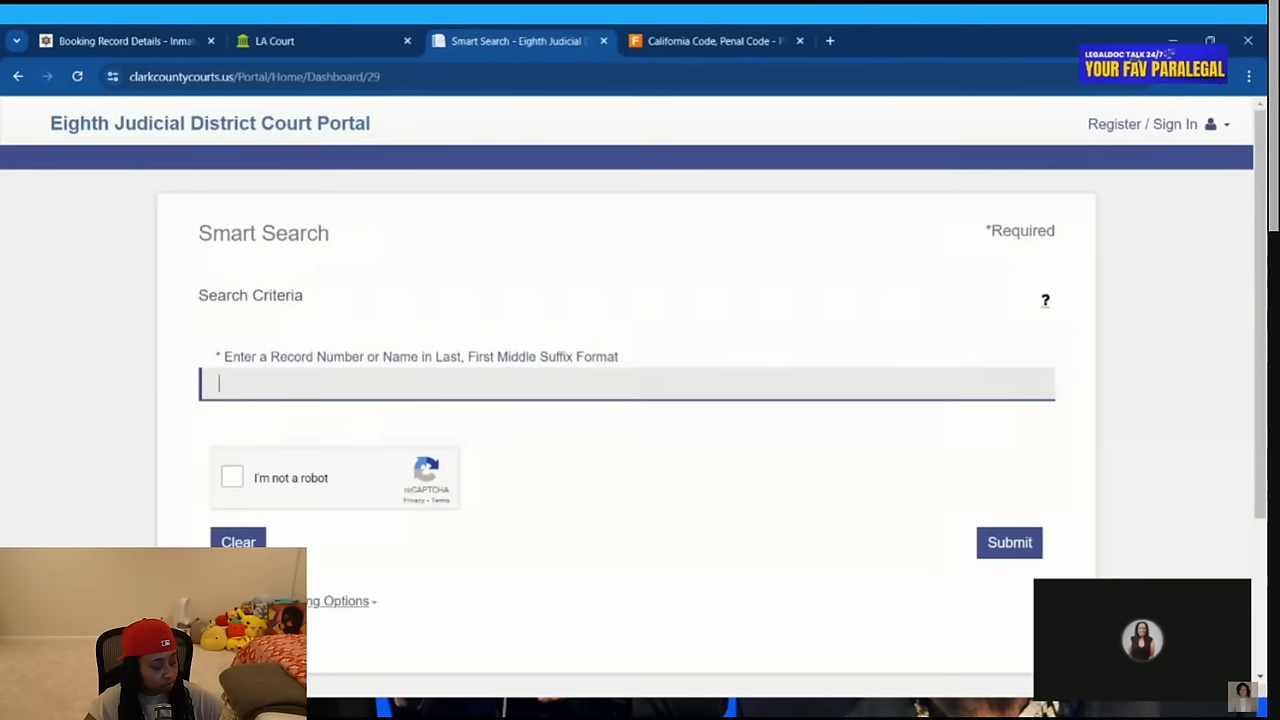 Booking Record Details - Inma
LA Court
Smart Search - Eighth Judicial
California Code, Penal Code - P
clarkcountycourts.us/Portal/Home/Dashboard/29
LEGALDOC TALK 24/7
YOUR FAV PARALEGAL
Eighth Judicial District Court Portal
Register / Sign In
Smart Search
*Required
Search Criteria
?
* Enter a Record Number or Name in Last, First Middle Suffix Format
I'm not a robot
reCAPTCHA
Privacy - Terms
Clear
Submit
ng Options